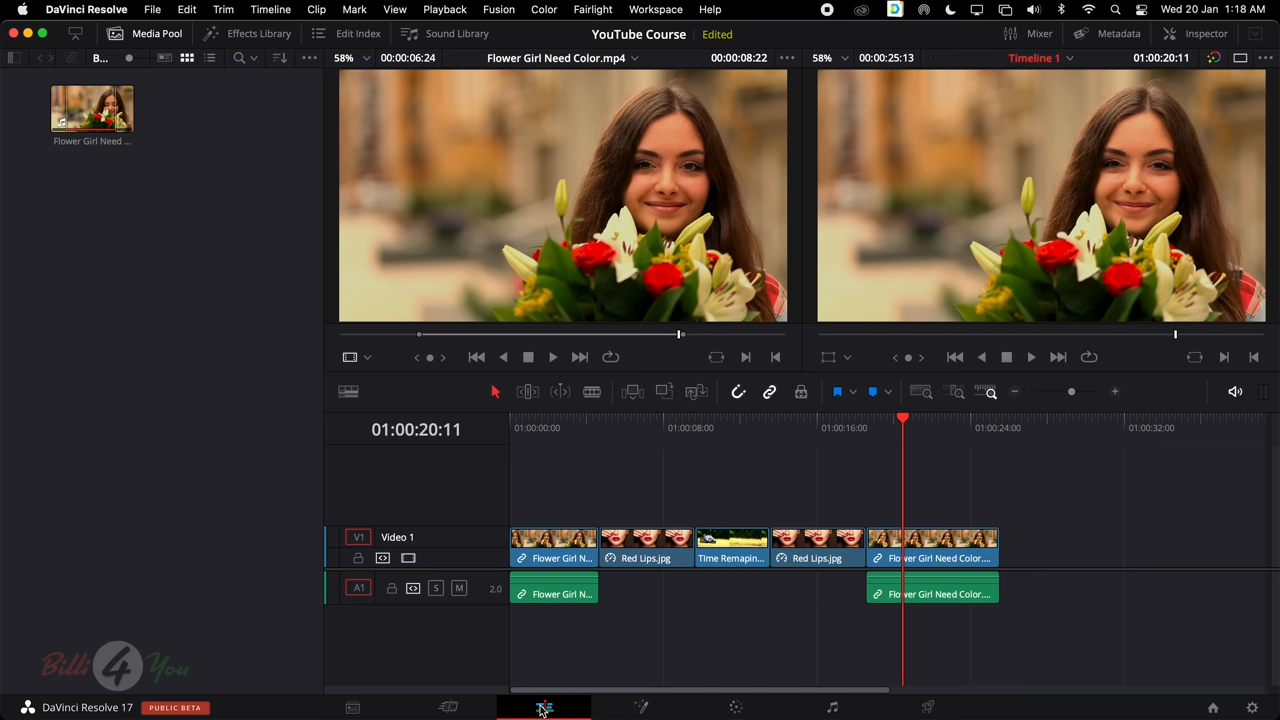 DaVinci Resolve File Edit Trim Timeline Clip Mark View Playback Fusion Color Fairlight Workspace Help Wed 20 Jan 1:18 AM
Media Pool Effects Library Edit Index Sound Library YouTube Course Edited Mixer Metadata Inspector
B... 58% 00:00:06:24 Flower Girl Need Color.mp4 00:00:08:22 58% 00:00:25:13 Timeline 1 01:00:20:11
Flower Girl Need ...
01:00:20:11 01:00:00:00 01:00:08:00 01:00:16:00 01:00:24:00 01:00:32:00
V1 Video 1
Flower Girl N... Red Lips.jpg TIme Remapin... Red Lips.jpg Flower Girl Need Color....
A1 S M 2.0 Flower Girl N... Flower Girl Need Color....
Billi 4 You
DaVinci Resolve 17 PUBLIC BETA